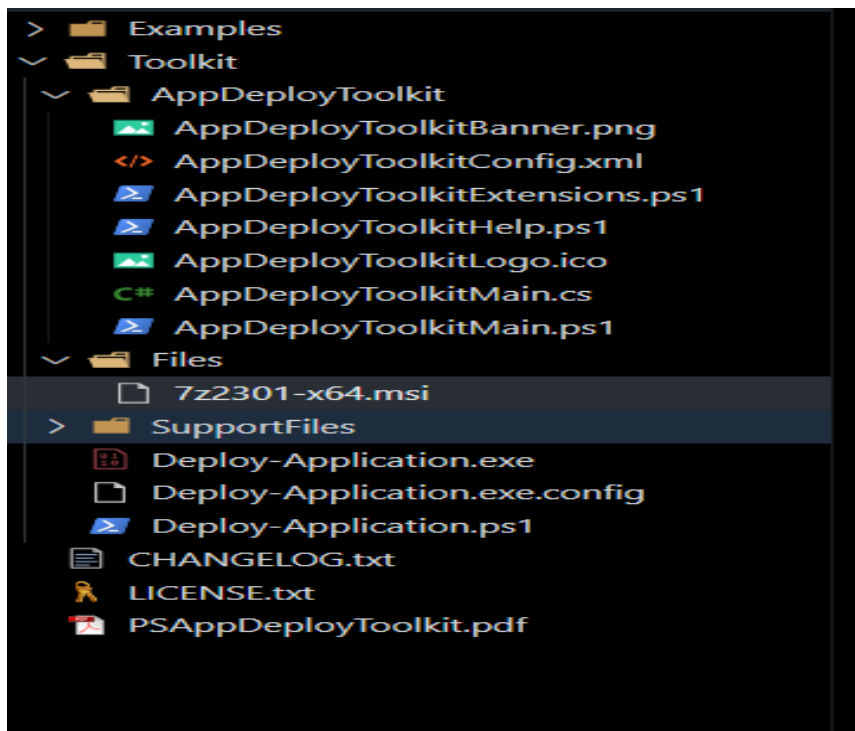 Examples
Toolkit
AppDeployToolkit
AppDeployToolkitBanner.png
AppDeployToolkitConfig.xml
AppDeployToolkitExtensions.ps1
AppDeployToolkitHelp.ps1
AppDeployToolkitLogo.ico
C# AppDeployToolkitMain.cs
AppDeployToolkitMain.ps1
Files
7z2301-x64.msi
SupportFiles
Deploy-Application.exe
Deploy-Application.exe.config
Deploy-Application.ps1
CHANGELOG.txt
LICENSE.txt
PSAppDeployToolkit.pdf